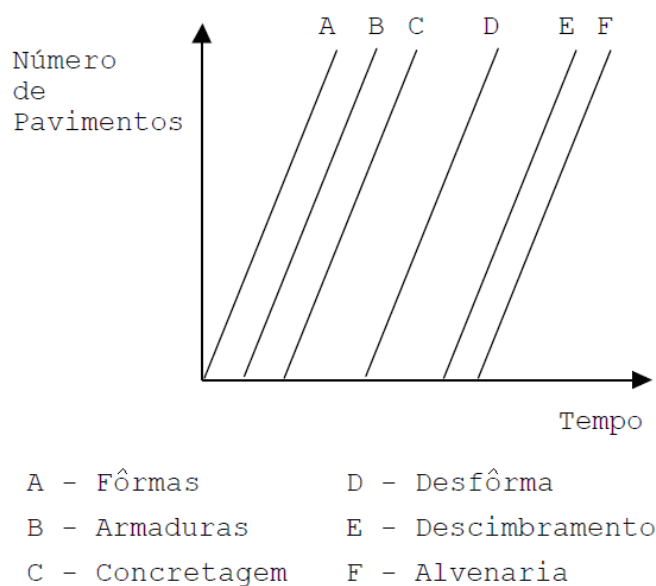 A B C D E F
Número
de
Pavimentos
Tempo
A - Fôrmas
B - Armaduras
C - Concretagem
D - Desfôrma
E - Descimbramento
F - Alvenaria